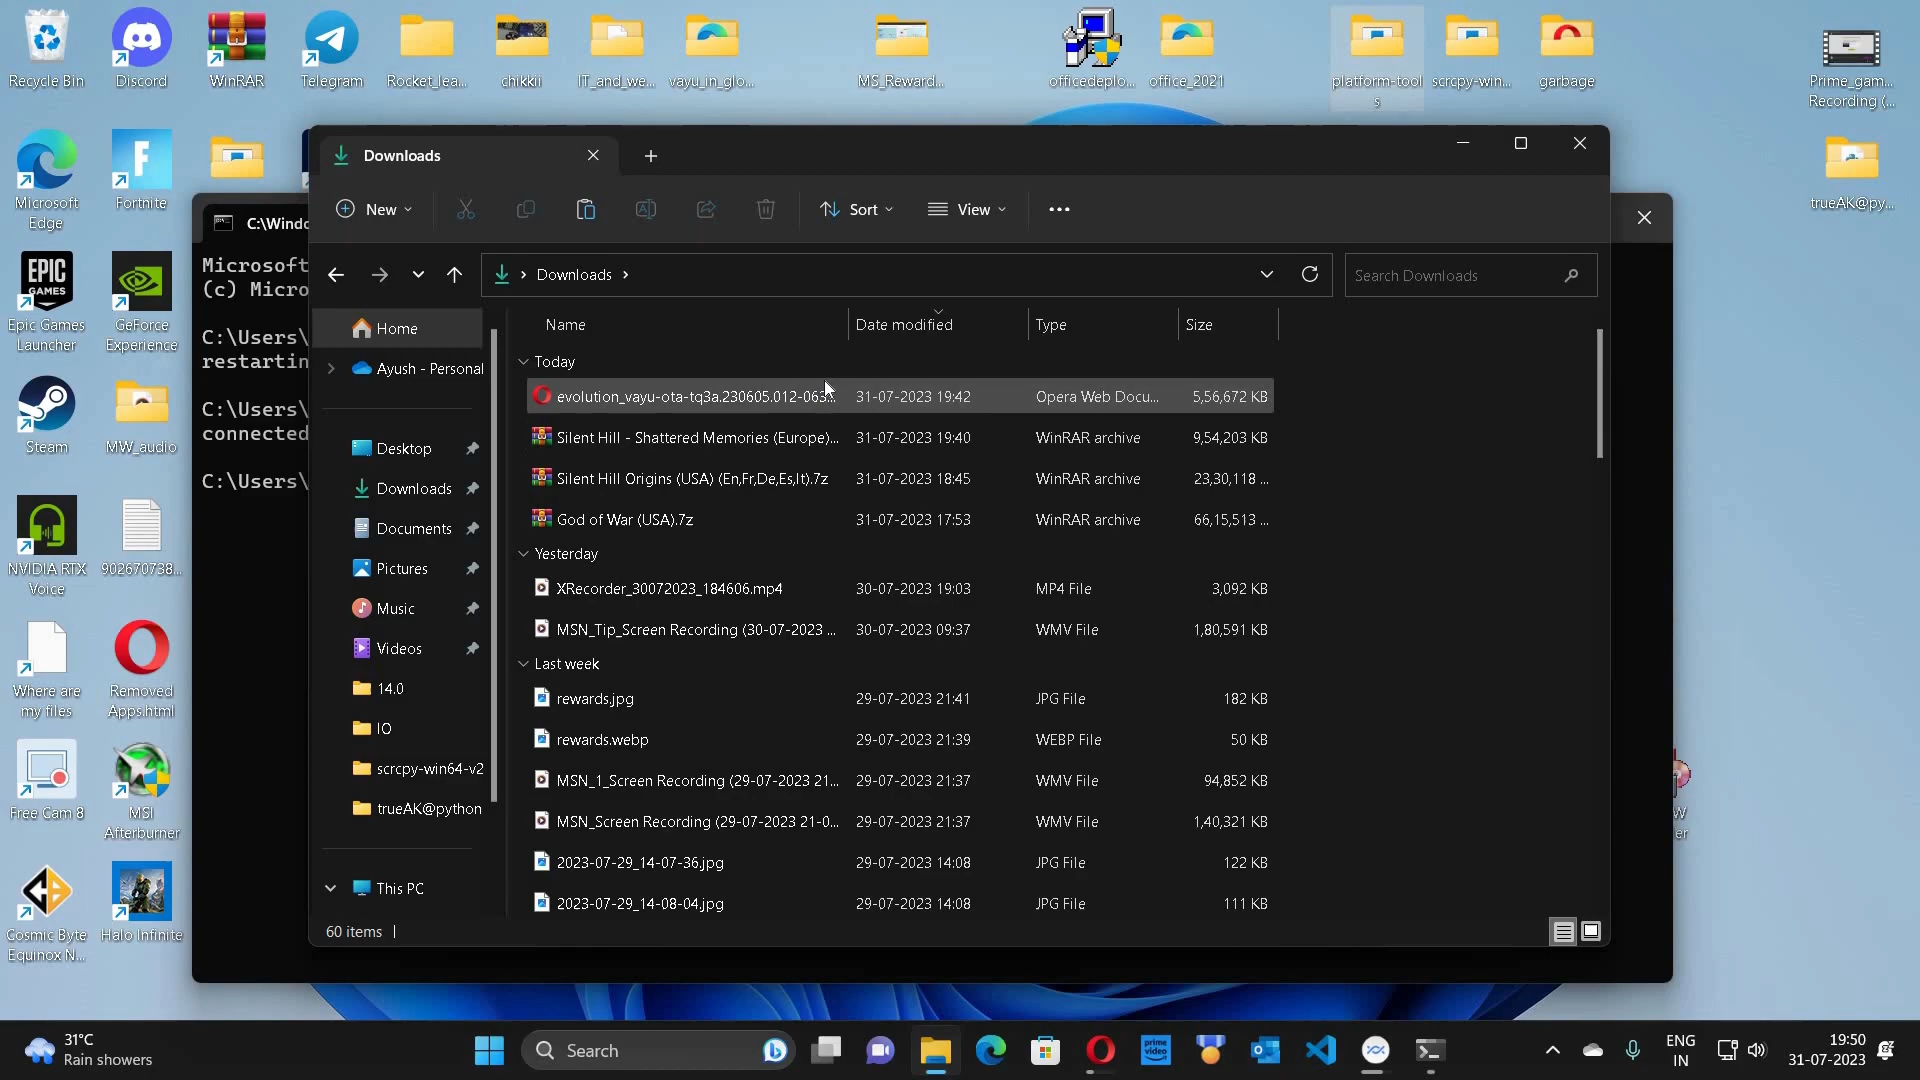 Recycle Bin
Discord
WinRAR
Telegram
Rocket_lea...
chikkii
IT_and_we...
vayu_in_glo...
MS_Reward...
officedeplo...
office_2021
platform-tool
s
scrcpy-win...
garbage
Prime_gam...
Recording (...
Microsoft
Edge
Fortnite
trueAK@py...
Epic Games
Launcher
GeForce
Experience
Steam
MW_audio
NVIDIA RTX
Voice
902670738...
Where are
my files
Removed
Apps.html
Free Cam 8
MSI
Afterburner
Cosmic Byte
Equinox N...
Halo Infinite
C:\Windo
Microsoft
(c) Micro
C:\Users\
restartin
C:\Users\
connected
C:\Users\
Downloads
New
Sort
View
Downloads
Search Downloads
Home
Ayush - Personal
Desktop
Downloads
Documents
Pictures
Music
Videos
14.0
IO
scrcpy-win64-v2
trueAK@python
This PC
Name Date modified Type Size
Today
evolution_vayu-ota-tq3a.230605.012-063... 31-07-2023 19:42 Opera Web Docu... 5,56,672 KB
Silent Hill - Shattered Memories (Europe)... 31-07-2023 19:40 WinRAR archive 9,54,203 KB
Silent Hill Origins (USA) (En,Fr,De,Es,It).7z 31-07-2023 18:45 WinRAR archive 23,30,118 ...
God of War (USA).7z 31-07-2023 17:53 WinRAR archive 66,15,513 ...
Yesterday
XRecorder_30072023_184606.mp4 30-07-2023 19:03 MP4 File 3,092 KB
MSN_Tip_Screen Recording (30-07-2023 ... 30-07-2023 09:37 WMV File 1,80,591 KB
Last week
rewards.jpg 29-07-2023 21:41 JPG File 182 KB
rewards.webp 29-07-2023 21:39 WEBP File 50 KB
MSN_1_Screen Recording (29-07-2023 21... 29-07-2023 21:37 WMV File 94,852 KB
MSN_Screen Recording (29-07-2023 21-0... 29-07-2023 21:37 WMV File 1,40,321 KB
2023-07-29_14-07-36.jpg 29-07-2023 14:08 JPG File 122 KB
2023-07-29_14-08-04.jpg 29-07-2023 14:08 JPG File 111 KB
60 items
W
er
31°C
Rain showers
Search
prime
video
ENG
IN
19:50
31-07-2023